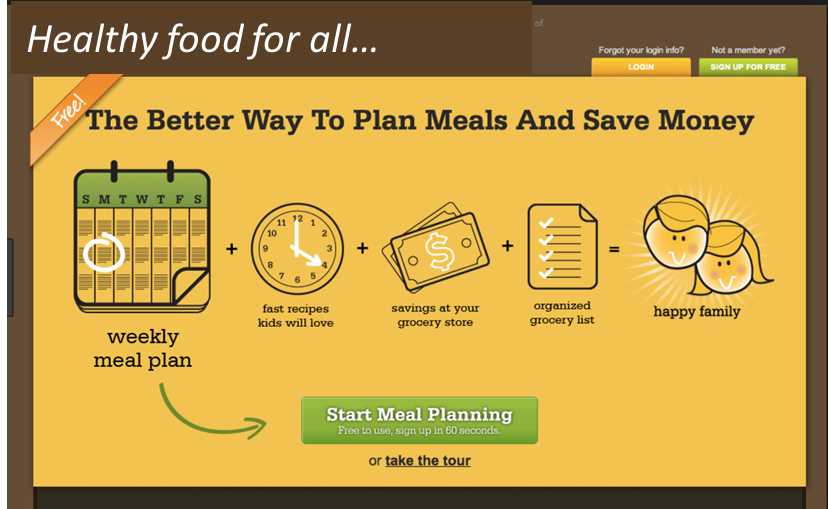 Healthy food for all...
of
Forgot your login info?
Not a member yet?
LOGIN
SIGN UP FOR FREE
Free!
The Better Way To Plan Meals And Save Money
S M T W T F S
12
1
2
3
4
5
6
7
8
9
10
11
$
+
+
+
=
fast recipes
kids will love
savings at your
grocery store
organized
grocery list
happy family
weekly
meal plan
Start Meal Planning
Free to use, sign up in 60 seconds.
or take the tour